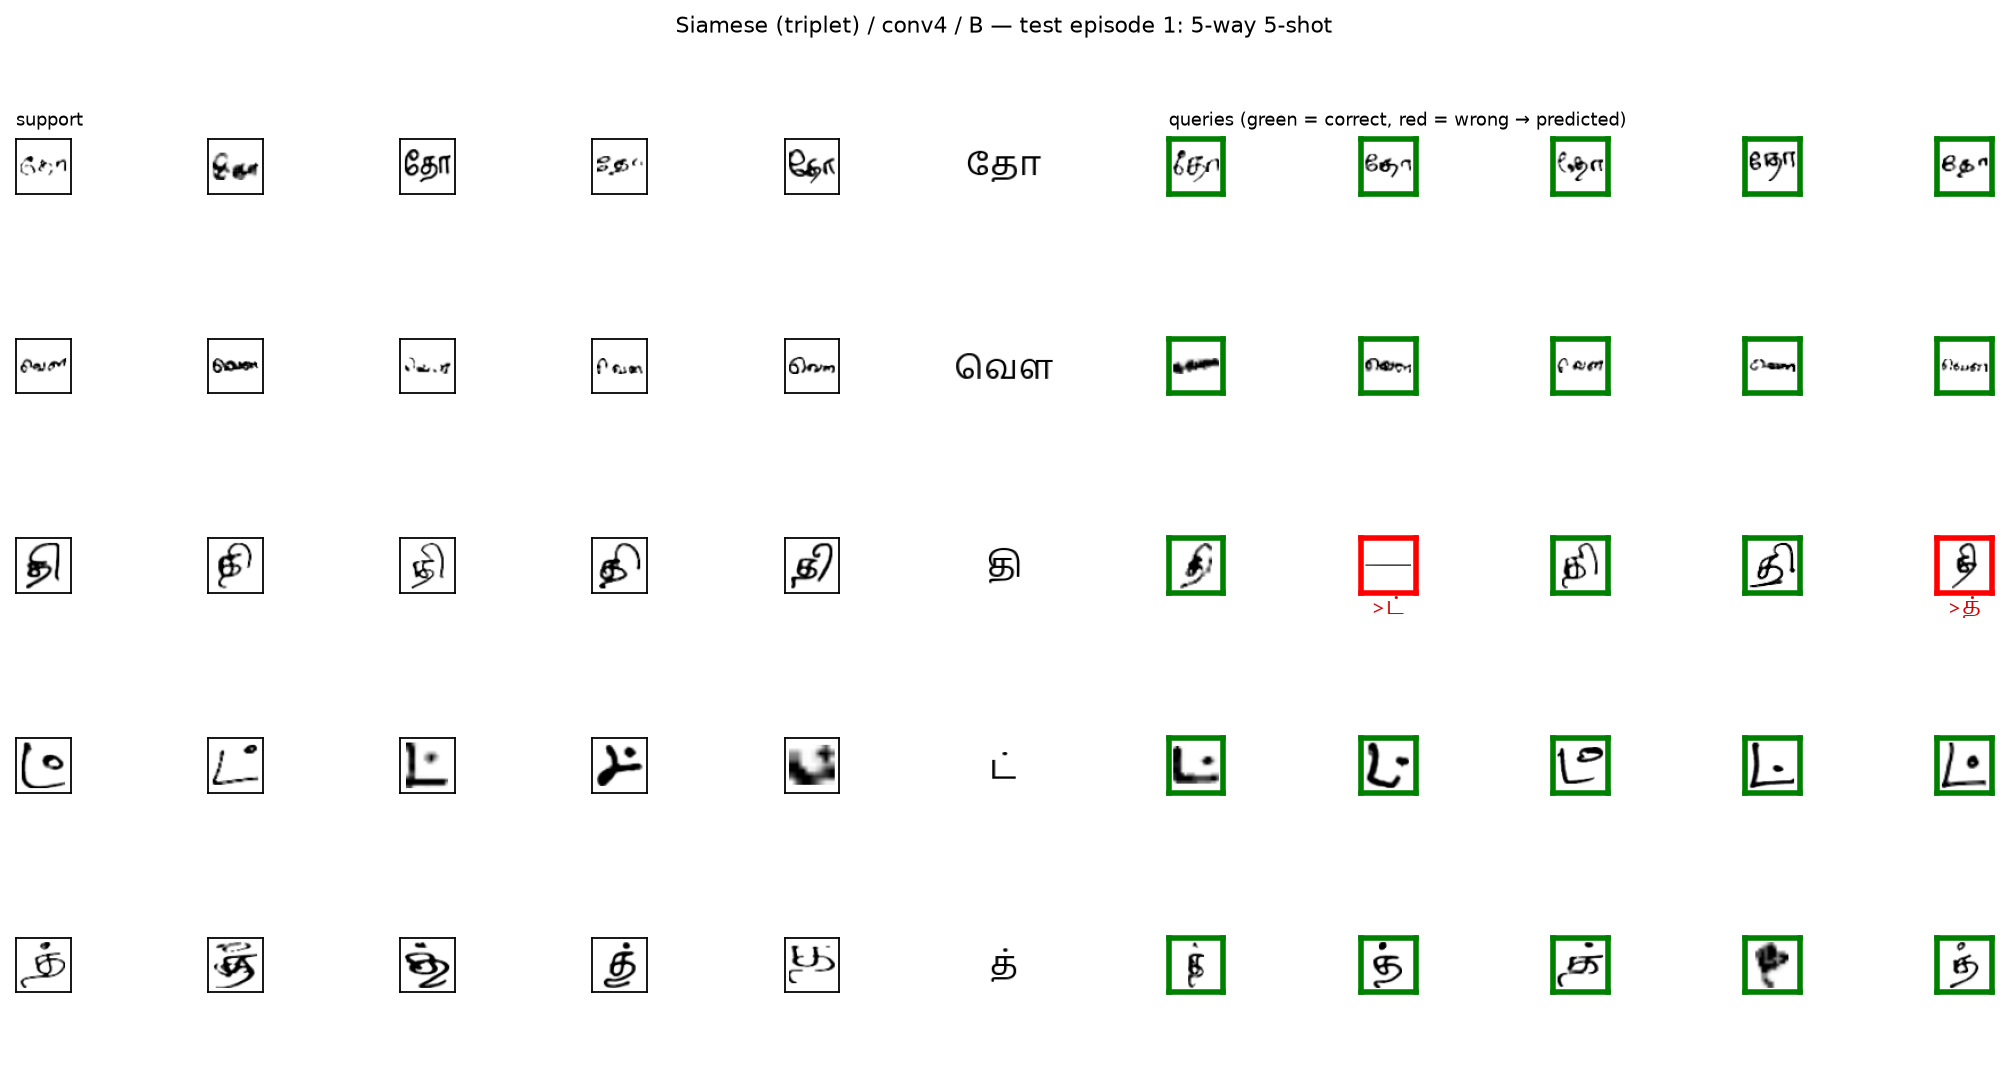 Siamese (triplet) / conv4 / B — test episode 1: 5-way 5-shot
support
queries (green = correct, red = wrong → predicted)
தோ தோ தோ தோ தோ தோ தோ தோ தோ தோ
வௌ வௌ வௌ வௌ வௌ வௌ வௌ வௌ
தி தி தி தி தி தி தி தி தி தி
>ட் >த்
ட் ட் ட் ட் ட் ட் ட் ட் ட் ட்
த் த் த் த் த் த் த் த்